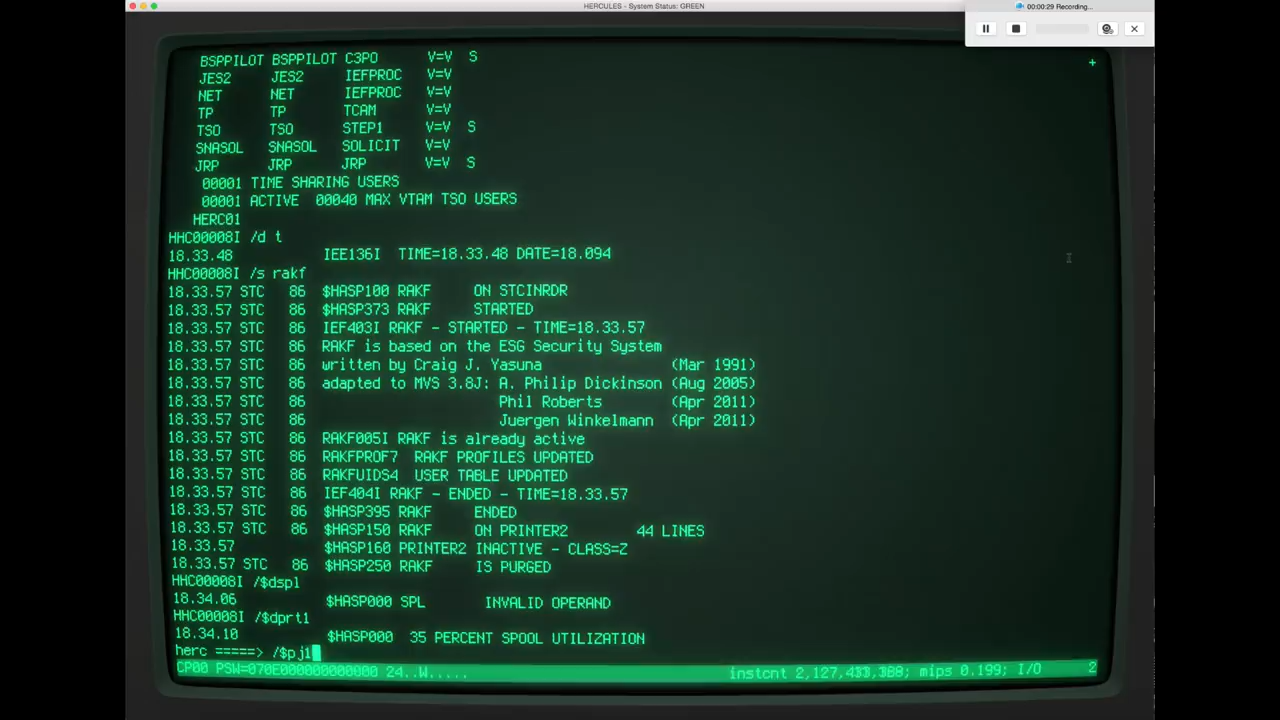 HERCULES - System Status: GREEN
00:00:29 Recording...
BSPPILOT BSPPILOT C3PO V=V S
JES2 JES2 IEFPROC V=V
NET NET IEFPROC V=V
TP TP TCAM V=V
TSO TSO STEP1 V=V S
SNASOL SNASOL SOLICIT V=V
JRP JRP JRP V=V S
00001 TIME SHARING USERS
00001 ACTIVE 00040 MAX VTAM TSO USERS
HERC01
HHC00008I /d t
18.33.48 IEE136I TIME=18.33.48 DATE=18.094
HHC00008I /s rakf
18.33.57 STC 86 $HASP100 RAKF ON STCINRDR
18.33.57 STC 86 $HASP373 RAKF STARTED
18.33.57 STC 86 IEF403I RAKF - STARTED - TIME=18.33.57
18.33.57 STC 86 RAKF is based on the ESG Security System
18.33.57 STC 86 written by Craig J. Yasuna (Mar 1991)
18.33.57 STC 86 adapted to MVS 3.8J: A. Philip Dickinson (Aug 2005)
18.33.57 STC 86 Phil Roberts (Apr 2011)
18.33.57 STC 86 Juergen Winkelmann (Apr 2011)
18.33.57 STC 86 RAKF005I RAKF is already active
18.33.57 STC 86 RAKFPROF7 RAKF PROFILES UPDATED
18.33.57 STC 86 RAKFUIDS4 USER TABLE UPDATED
18.33.57 STC 86 IEF404I RAKF - ENDED - TIME=18.33.57
18.33.57 STC 86 $HASP395 RAKF ENDED
18.33.57 STC 86 $HASP150 RAKF ON PRINTER2 44 LINES
18.33.57 $HASP160 PRINTER2 INACTIVE - CLASS=Z
18.33.57 STC 86 $HASP250 RAKF IS PURGED
HHC00008I /$dspl
18.34.06 $HASP000 SPL INVALID OPERAND
HHC00008I /$dprt1
18.34.10 $HASP000 35 PERCENT SPOOL UTILIZATION
herc =====> /$pj1
CP00 PSW=070E000000000000 24..W..... instcnt mips 0.199; I/O 2